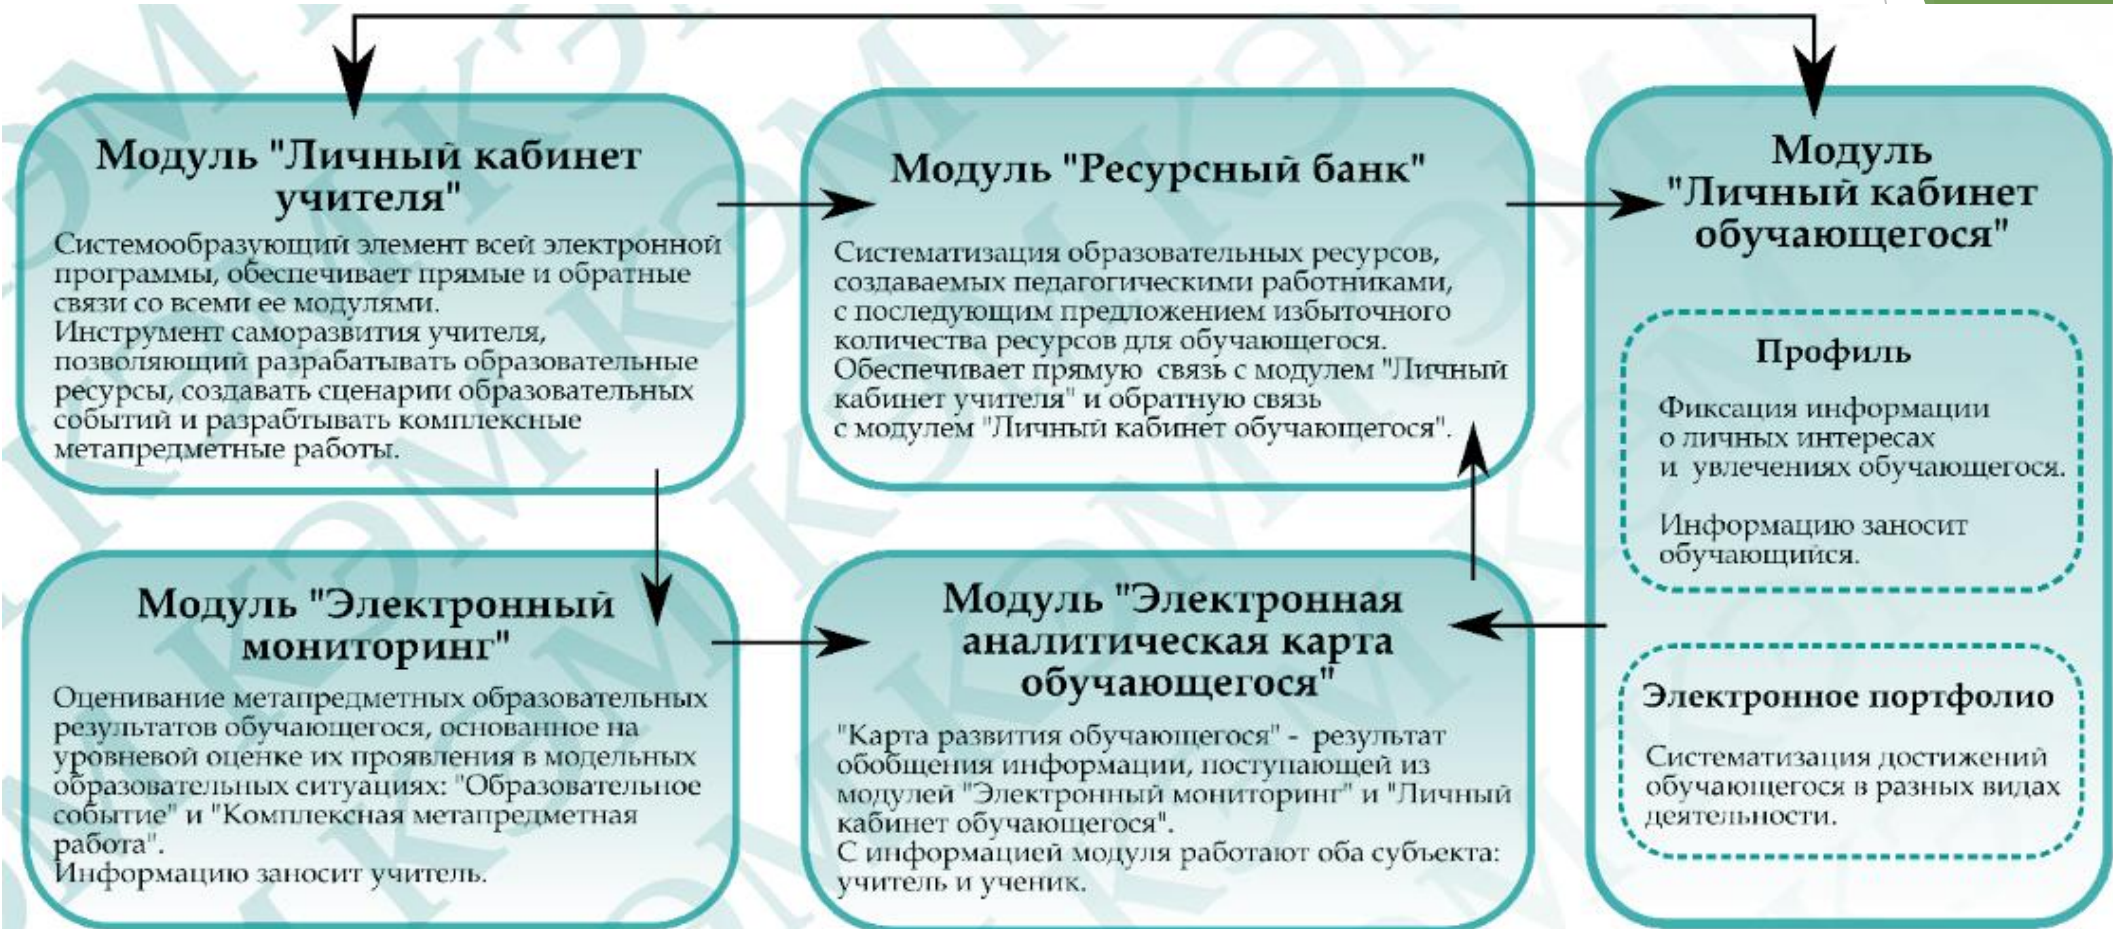 Модуль "Личный кабинет
учителя"
Системообразующий элемент всей электронной
программы, обеспечивает прямые и обратные
связи со всеми ее модулями.
Инструмент саморазвития учителя,
позволяющий разрабатывать образовательные
ресурсы, создавать сценарии образовательных
событий и разрабтывать комплексные
метапредметные работы.
Модуль "Ресурсный банк"
Систематизация образовательных ресурсов,
создаваемых педагогическими работниками,
с последующим предложением избыточного
количества ресурсов для обучающегося.
Обеспечивает прямую связь с модулем "Личный
кабинет учителя" и обратную связь
с модулем "Личный кабинет обучающегося".
Модуль
"Личный кабинет
обучающегося"
Профиль
Фиксация информации
о личных интересах
и увлечениях обучающегося.
Информацию заносит
обучающийся.
Электронное портфолио
Систематизация достижений
обучающегося в разных видах
деятельности.
Модуль "Электронный
мониторинг"
Оценивание метапредметных образовательных
результатов обучающегося, основанное на
уровневой оценке их проявления в модельных
образовательных ситуациях: "Образовательное
событие" и "Комплексная метапредметная
работа".
Информацию заносит учитель.
Модуль "Электронная
аналитическая карта
обучающегося"
"Карта развития обучающегося" - результат
обобщения информации, поступающей из
модулей "Электронный мониторинг" и "Личный
кабинет обучающегося".
С информацией модуля работают оба субъекта:
учитель и ученик.
КЭМ КЭМ КЭМ